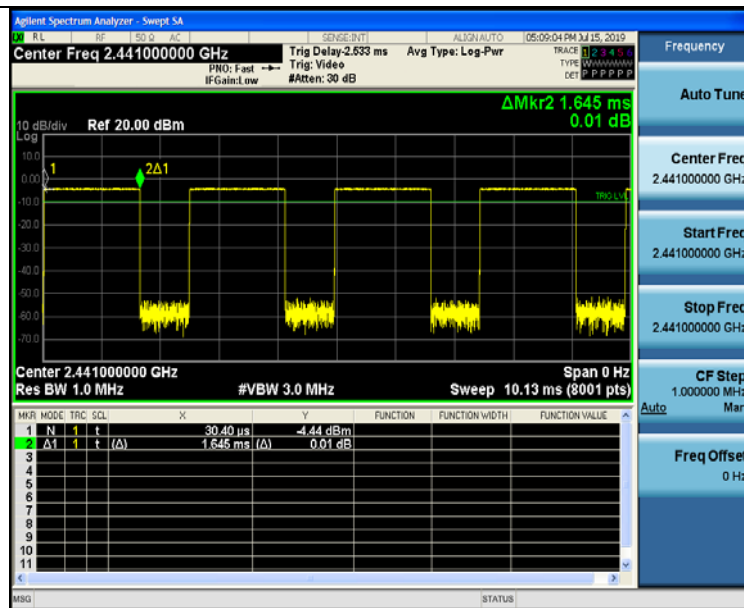 Agilent Spectrum Analyzer - Swept SA
LXI RL RF 50 Ω AC SENSE:INT ALIGN AUTO 05:09:04 PM Jul 15, 2019
Center Freq 2.441000000 GHz
PNO: Fast
IFGain:Low
Trig Delay-2.533 ms
Trig: Video
#Atten: 30 dB
Avg Type: Log-Pwr
TRACE 1 2 3 4 5 6
TYPE WWWWWW
DET P P P P P P
ΔMkr2 1.645 ms
0.01 dB
10 dB/div
Log
Ref 20.00 dBm
10.0
0.00
-10.0
-20.0
-30.0
-40.0
-50.0
-60.0
-70.0
1
2Δ1
TRIG LVL
Center 2.441000000 GHz
Span 0 Hz
Res BW 1.0 MHz
#VBW 3.0 MHz
Sweep 10.13 ms (8001 pts)
MKR MODE TRC SCL X Y FUNCTION FUNCTION WIDTH FUNCTION VALUE
1 N 1 t 30.40 µs -4.44 dBm
2 Δ1 1 t (Δ) 1.645 ms (Δ) 0.01 dB
3
4
5
6
7
8
9
10
11
MSG
STATUS
Frequency
Auto Tune
Center Freq
2.441000000 GHz
Start Freq
2.441000000 GHz
Stop Freq
2.441000000 GHz
CF Step
1.000000 MHz
Auto Man
Freq Offset
0 Hz